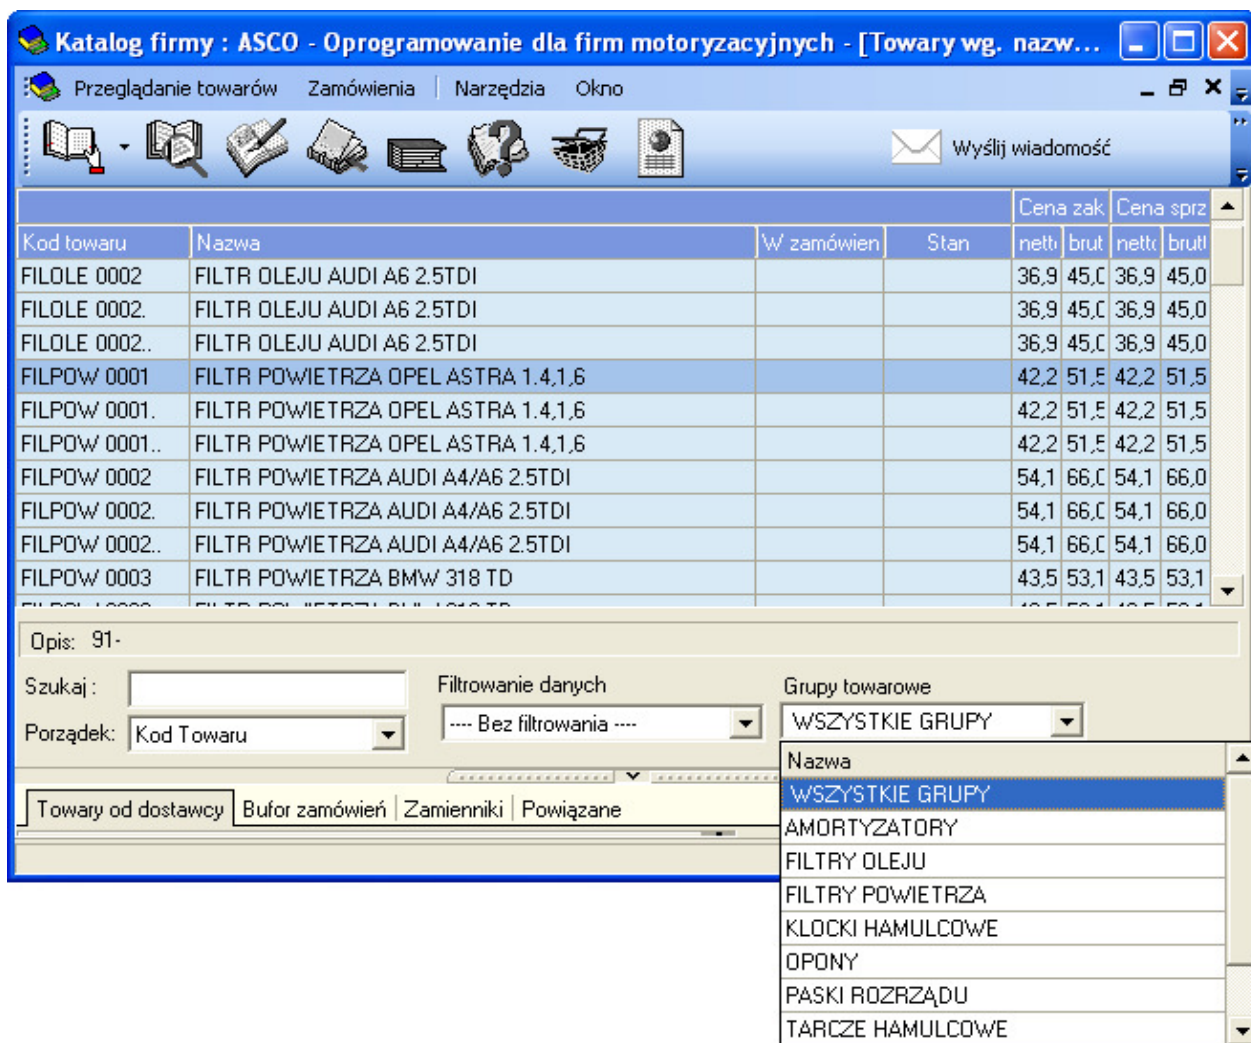 Katalog firmy : ASCO - Oprogramowanie dla firm motoryzacyjnych - [Towary wg. nazw...
Przeglądanie towarów Zamówienia Narzędzia Okno
Wyślij wiadomość
Cena zak Cena sprz
Kod towaru Nazwa W zamówien Stan nett brut nett brutt
FILOLE 0002 FILTR OLEJU AUDI A6 2.5TDI 36,9 45,0 36,9 45,0
FILOLE 0002. FILTR OLEJU AUDI A6 2.5TDI 36,9 45,0 36,9 45,0
FILOLE 0002.. FILTR OLEJU AUDI A6 2.5TDI 36,9 45,0 36,9 45,0
FILPOW 0001 FILTR POWIETRZA OPEL ASTRA 1.4,1,6 42,2 51,5 42,2 51,5
FILPOW 0001. FILTR POWIETRZA OPEL ASTRA 1.4,1,6 42,2 51,5 42,2 51,5
FILPOW 0001.. FILTR POWIETRZA OPEL ASTRA 1.4,1,6 42,2 51,5 42,2 51,5
FILPOW 0002 FILTR POWIETRZA AUDI A4/A6 2.5TDI 54,1 66,0 54,1 66,0
FILPOW 0002. FILTR POWIETRZA AUDI A4/A6 2.5TDI 54,1 66,0 54,1 66,0
FILPOW 0002.. FILTR POWIETRZA AUDI A4/A6 2.5TDI 54,1 66,0 54,1 66,0
FILPOW 0003 FILTR POWIETRZA BMW 318 TD 43,5 53,1 43,5 53,1
Opis: 91-
Szukaj : Filtrowanie danych Grupy towarowe
Porządek: Kod Towaru ---- Bez filtrowania ---- WSZYSTKIE GRUPY
Nazwa
WSZYSTKIE GRUPY
Towary od dostawcy Bufor zamówień Zamienniki Powiązane
AMORTYZATORY
FILTRY OLEJU
FILTRY POWIETRZA
KLOCKI HAMULCOWE
OPONY
PASKI ROZRZĄDU
TARCZE HAMULCOWE